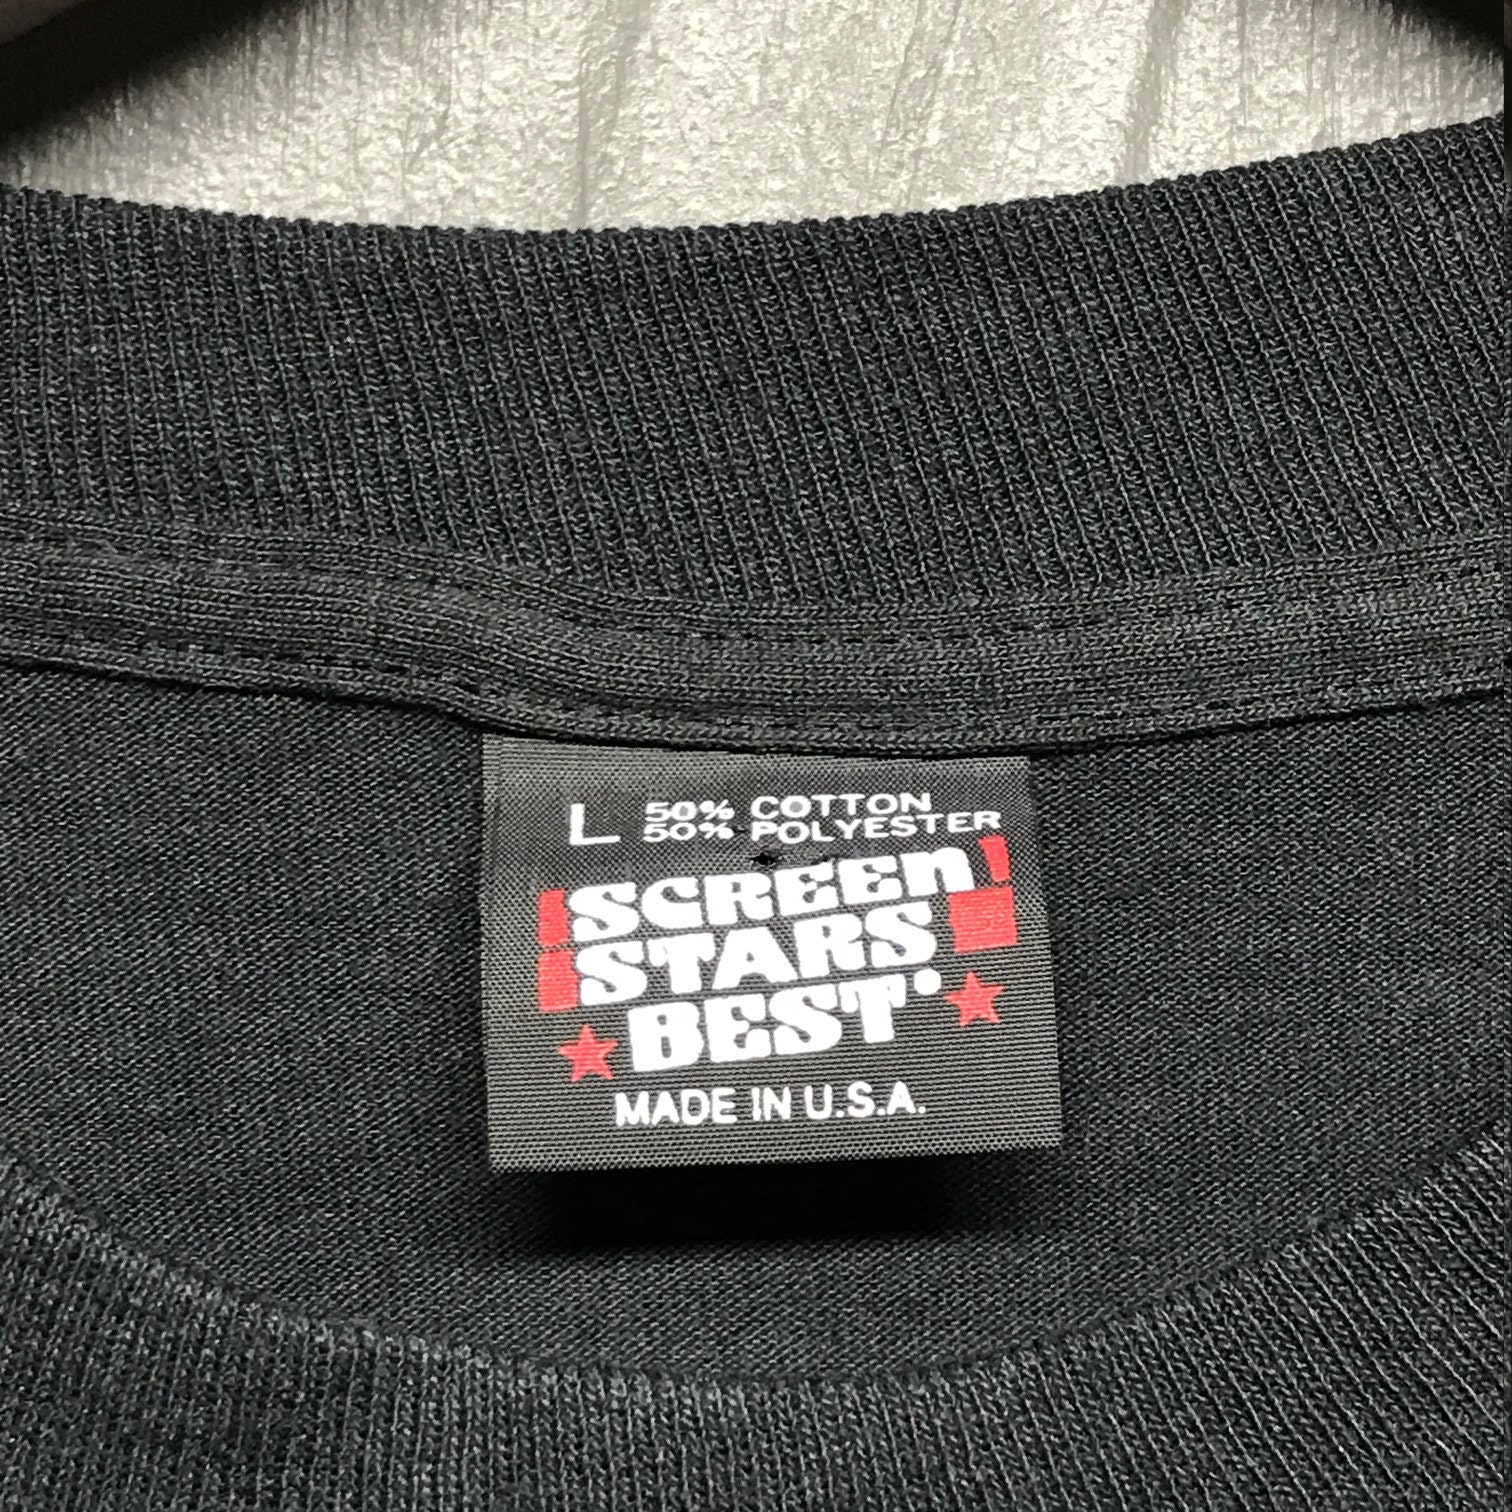 L 50% COTTON
50% POLYESTER
SCREEn
STARS
BEST
MADE IN U.S.A.